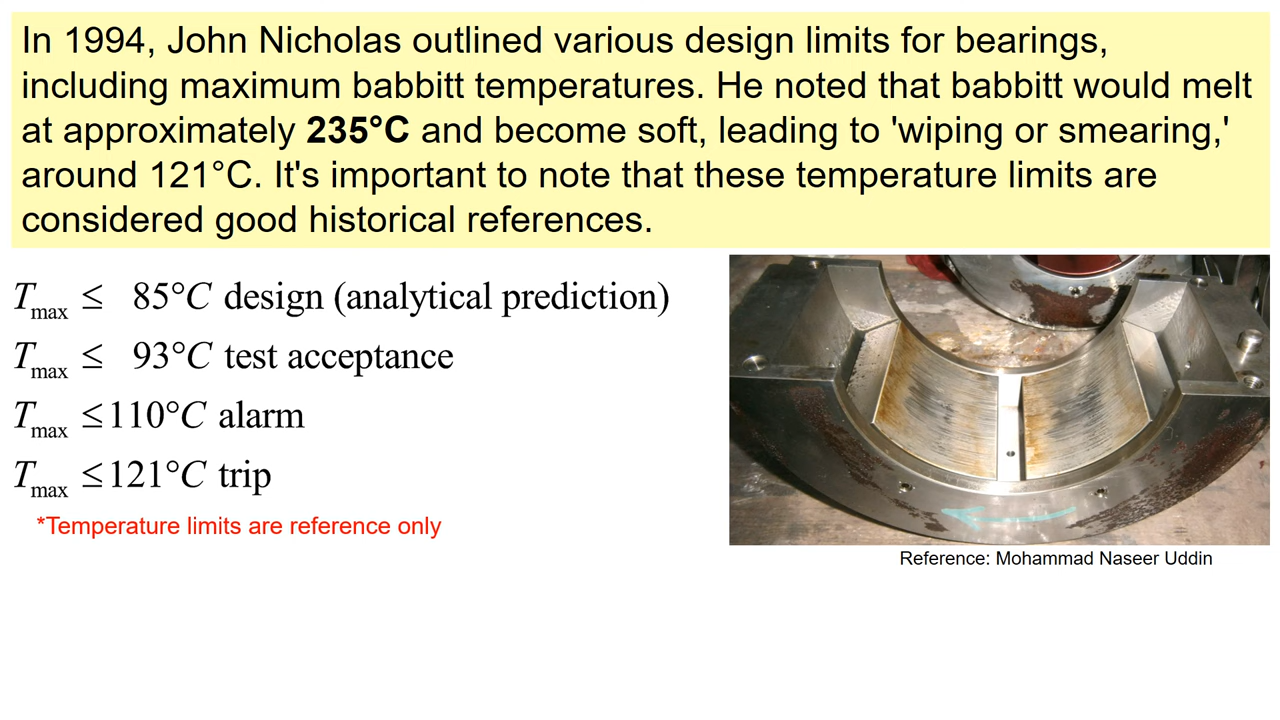 In 1994, John Nicholas outlined various design limits for bearings,
including maximum babbitt temperatures. He noted that babbitt would melt
at approximately 235°C and become soft, leading to 'wiping or smearing,'
around 121°C. It's important to note that these temperature limits are
considered good historical references.
Tmax ≤ 85°C design (analytical prediction)
Tmax ≤ 93°C test acceptance
Tmax ≤110°C alarm
Tmax ≤121°C trip
*Temperature limits are reference only
Reference: Mohammad Naseer Uddin